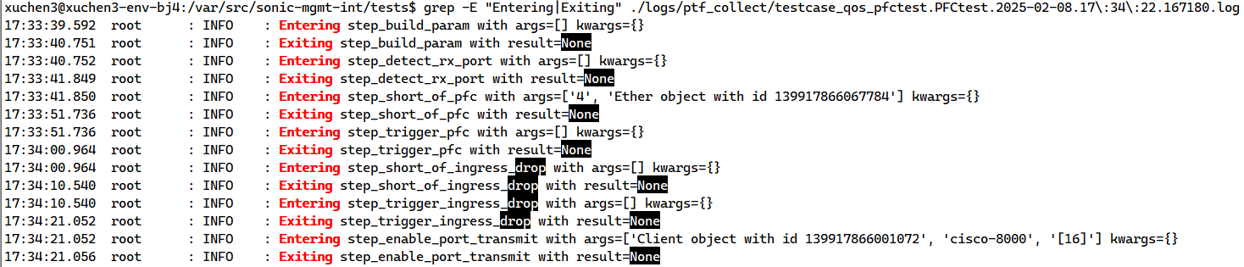 xuchen3@xuchen3-env-bj4:/var/src/sonic-mgmt-int/tests$ grep -E "Entering|Exiting" ./logs/ptf_collect/testcase_qos_pfctest.PFCtest.2025-02-08.17\:34\:22.167180.log
17:33:39.592  root      : INFO    : Entering step_build_param with args=[] kwargs={}
17:33:40.751  root      : INFO    : Exiting step_build_param with result=None
17:33:40.752  root      : INFO    : Entering step_detect_rx_port with args=[] kwargs={}
17:33:41.849  root      : INFO    : Exiting step_detect_rx_port with result=None
17:33:41.850  root      : INFO    : Entering step_short_of_pfc with args=['4', 'Ether object with id 139917866067784'] kwargs={}
17:33:51.736  root      : INFO    : Exiting step_short_of_pfc with result=None
17:33:51.736  root      : INFO    : Entering step_trigger_pfc with args=[] kwargs={}
17:34:00.964  root      : INFO    : Exiting step_trigger_pfc with result=None
17:34:00.964  root      : INFO    : Entering step_short_of_ingress_drop with args=[] kwargs={}
17:34:10.540  root      : INFO    : Exiting step_short_of_ingress_drop with result=None
17:34:10.540  root      : INFO    : Entering step_trigger_ingress_drop with args=[] kwargs={}
17:34:21.052  root      : INFO    : Exiting step_trigger_ingress_drop with result=None
17:34:21.052  root      : INFO    : Entering step_enable_port_transmit with args=['Client object with id 139917866001072', 'cisco-8000', '[16]'] kwargs={}
17:34:21.056  root      : INFO    : Exiting step_enable_port_transmit with result=None